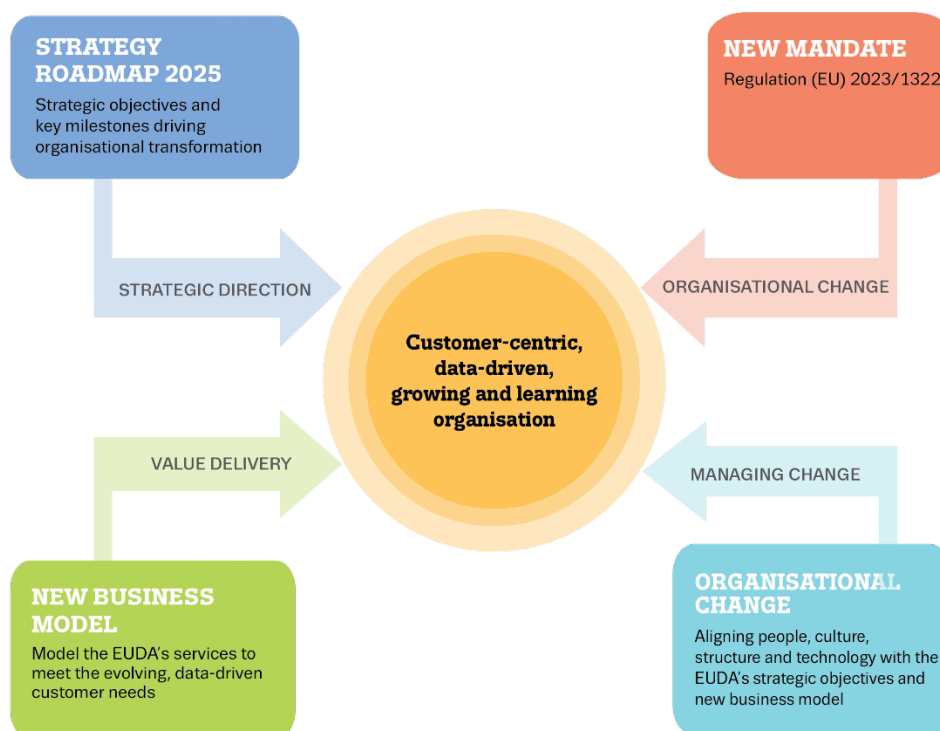 STRATEGY
ROADMAP 2025
Strategic objectives and
key milestones driving
organisational transformation
NEW MANDATE
Regulation (EU) 2023/1322
STRATEGIC DIRECTION
ORGANISATIONAL CHANGE
Customer-centric,
data-driven,
growing and learning
organisation
VALUE DELIVERY
MANAGING CHANGE
NEW BUSINESS
MODEL
Model the EUDA's services to
meet the evolving, data-driven
customer needs
ORGANISATIONAL
CHANGE
Aligning people, culture,
structure and technology with the
EUDA's strategic objectives and
new business model